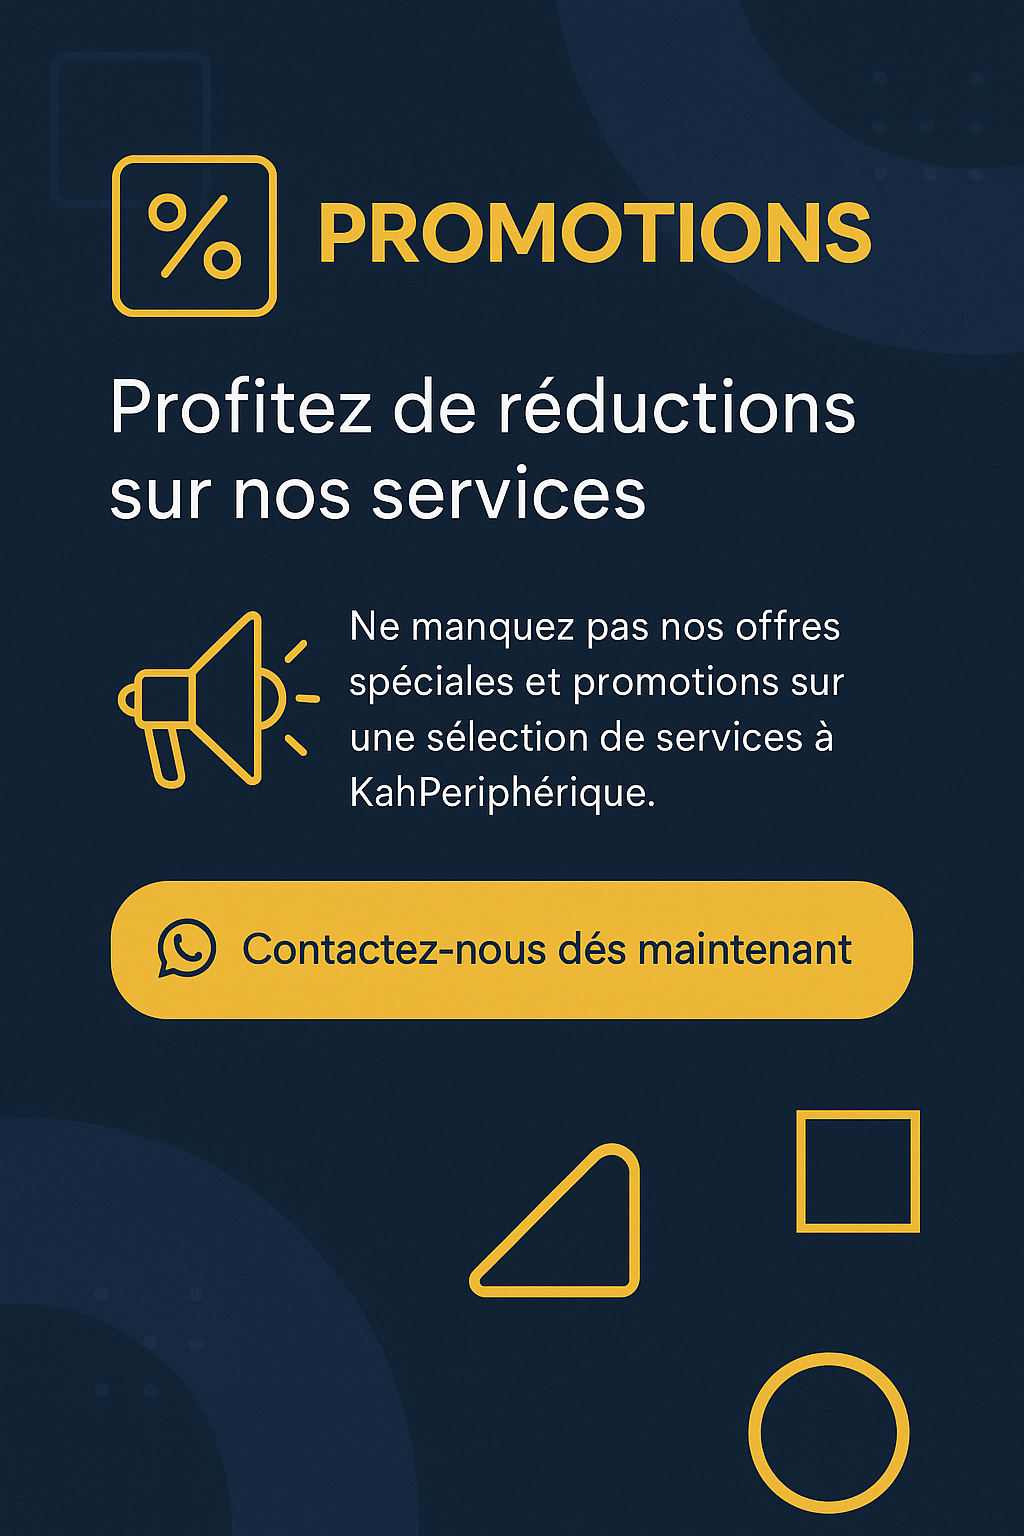 %
PROMOTIONS
Profitez de réductions
sur nos services
Ne manquez pas nos offres
spéciales et promotions sur
une sélection de services à
KahPeriphérique.
Contactez-nous dés maintenant